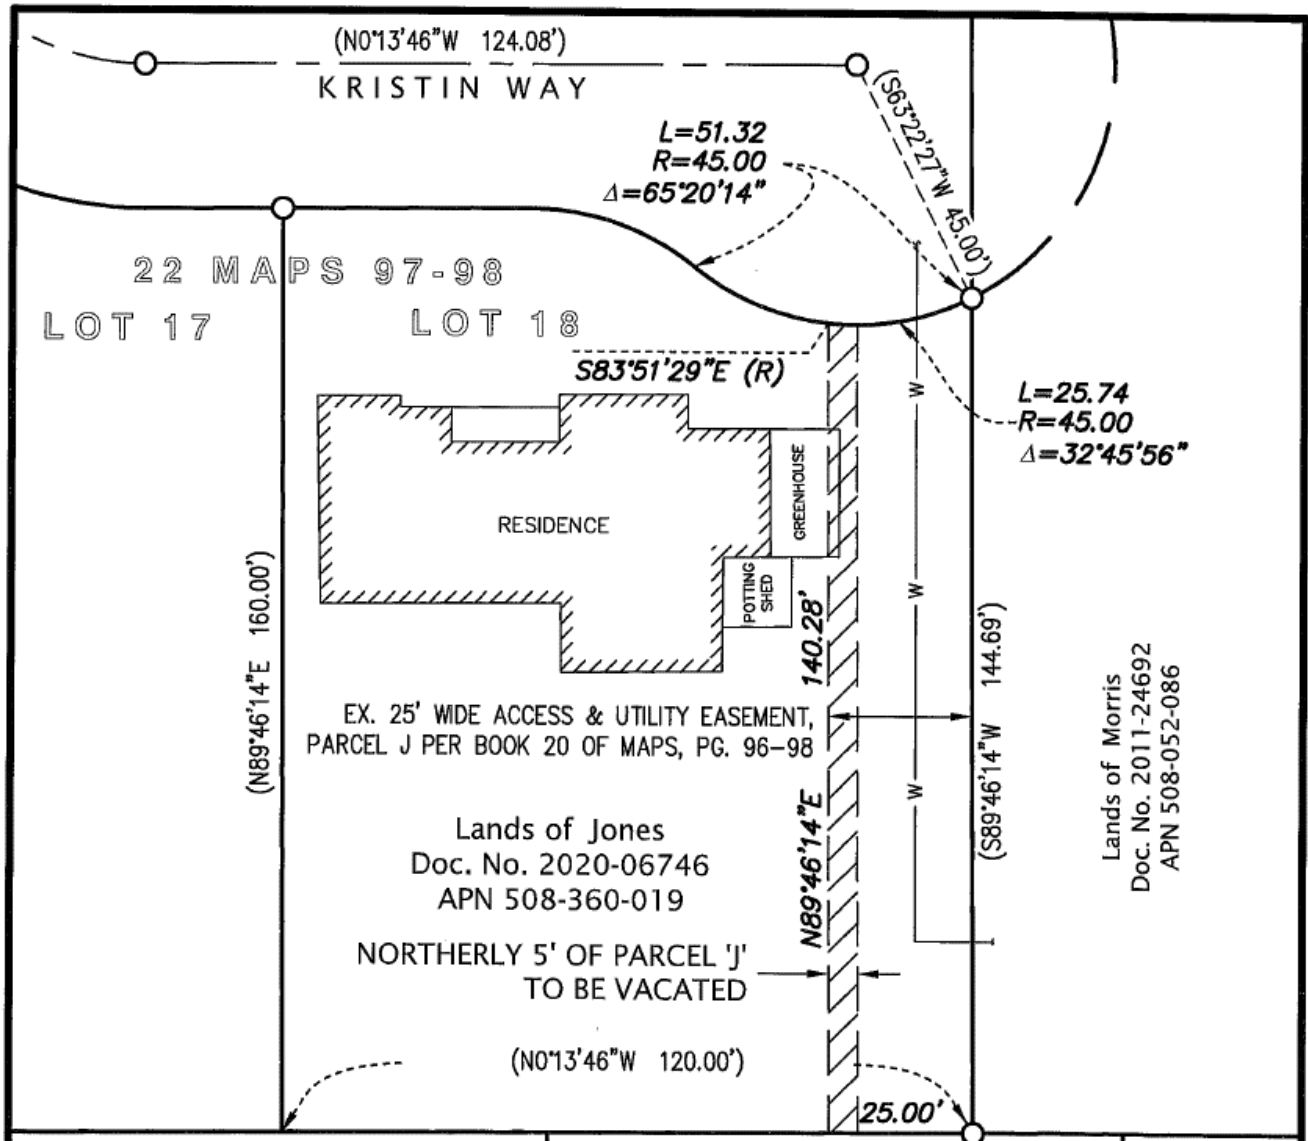 (N0°13'46"W 124.08')
KRISTIN WAY
(S63°22'27"W 45.00')
L=51.32
R=45.00
Δ=65°20'14"
22 MAPS 97-98
LOT 17
LOT 18
S83°51'29"E (R)
L=25.74
R=45.00
Δ=32°45'56"
GREENHOUSE
RESIDENCE
POTTING
SHED
W
W
W
(N89°46'14"E 160.00')
N89°46'14"E 140.28'
(S89°46'14"W 144.69')
EX. 25' WIDE ACCESS & UTILITY EASEMENT,
PARCEL J PER BOOK 20 OF MAPS, PG. 96-98
Lands of Morris
Doc. No. 2011-24692
APN 508-052-086
Lands of Jones
Doc. No. 2020-06746
APN 508-360-019
NORTHERLY 5' OF PARCEL 'J'
TO BE VACATED
(N0°13'46"W 120.00')
25.00'